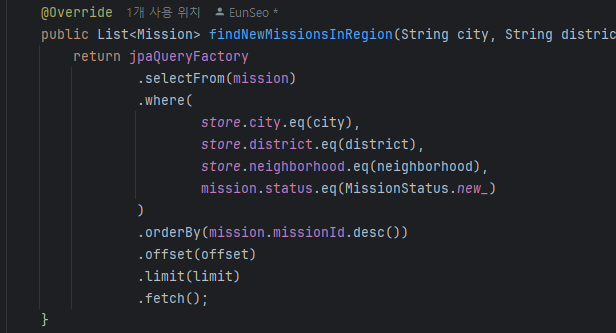 @Override 1개 사용 위치 EunSeo *
public List<Mission> findNewMissionsInRegion(String city, String distric
return jpaQueryFactory
.selectFrom(mission)
.where(
store.city.eq(city),
store.district.eq(district),
store.neighborhood.eq(neighborhood),
mission.status.eq(MissionStatus.new_)
)
.orderBy(mission.missionId.desc())
.offset(offset)
.limit(limit)
.fetch();
}